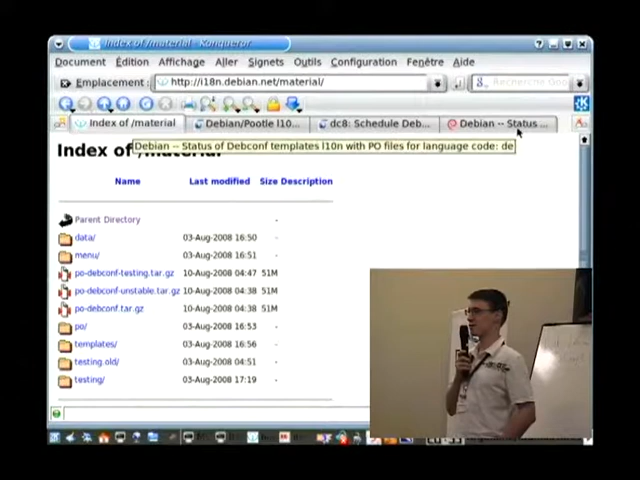 Index of /material - Konqueror
Document Édition Affichage Aller Signets Outils Configuration Fenêtre Aide
Emplacement : http://i18n.debian.net/material/
Index of /material Debian/Pootle l10... dc8: Schedule Deb... Debian -- Status ...
Debian -- Status of Debconf templates l10n with PO files for language code: de
Index of /material
Name Last modified Size Description
Parent Directory -
data/ 03-Aug-2008 16:50 -
menu/ 03-Aug-2008 16:51 -
po-debconf-testing.tar.gz 10-Aug-2008 04:47 51M
po-debconf-unstable.tar.gz 10-Aug-2008 04:38 51M
po-debconf.tar.gz 10-Aug-2008 04:38 51M
po/ 03-Aug-2008 16:53 -
templates/ 03-Aug-2008 16:56 -
testing.old/ 03-Aug-2008 04:51 -
testing/ 03-Aug-2008 17:19 -